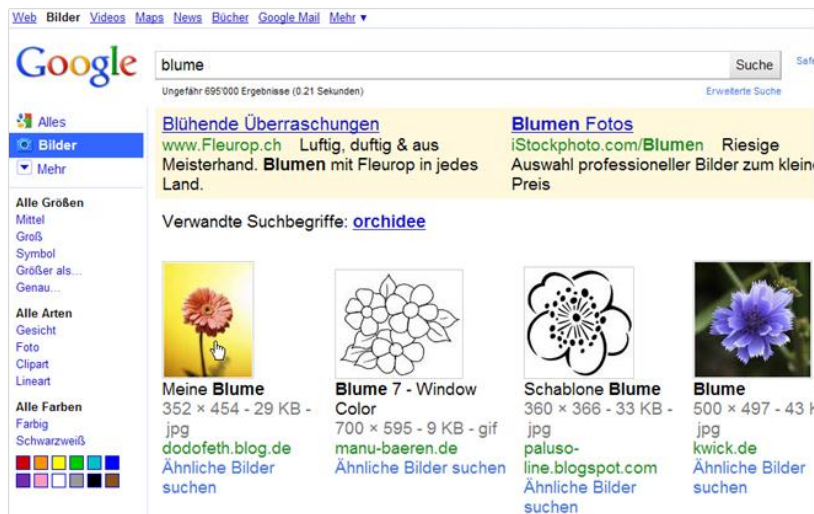 Web Bilder Videos Maps News Bücher Google Mail Mehr ▼
Google
blume
Suche
Ungefähr 695'000 Ergebnisse (0.21 Sekunden)
Erweiterte Suche
Alles
Bilder
Mehr
Alle Größen
Mittel
Groß
Symbol
Größer als...
Genau...
Alle Arten
Gesicht
Foto
Clipart
Lineart
Alle Farben
Farbig
Schwarzweiß
Blühende Überraschungen
www.Fleurop.ch Luftig, duftig & aus
Meisterhand. Blumen mit Fleurop in jedes
Land.
Blumen Fotos
iStockphoto.com/Blumen Riesige
Auswahl professioneller Bilder zum
Preis
Verwandte Suchbegriffe: orchidee
Meine Blume
352 × 454 - 29 KB -
jpg
dodofeth.blog.de
Ähnliche Bilder
suchen
Blume 7 - Window
Color
700 × 595 - 9 KB - gif
manu-baeren.de
Ähnliche Bilder suchen
Schablone Blume
360 × 366 - 33 KB -
jpg
paluso-
line.blogspot.com
Ähnliche Bilder
suchen
Blume
500 × 497 - 43
jpg
kwick.de
Ähnliche Bilder
suchen